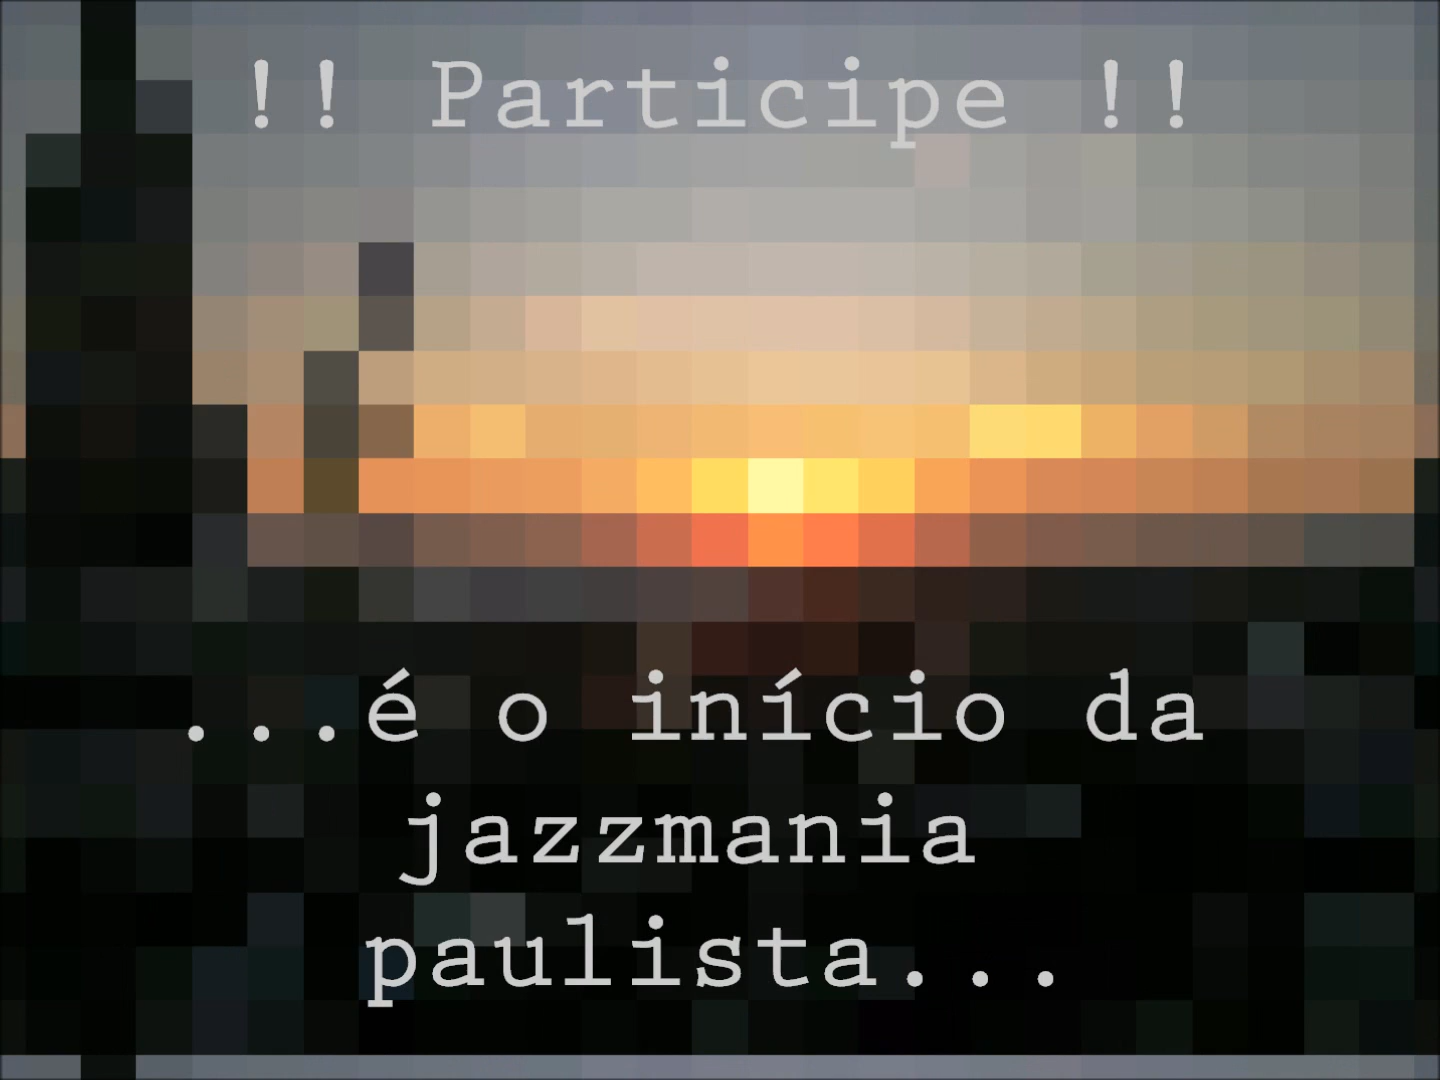 !! Participe !!
...é o início da
jazzmania
paulista...